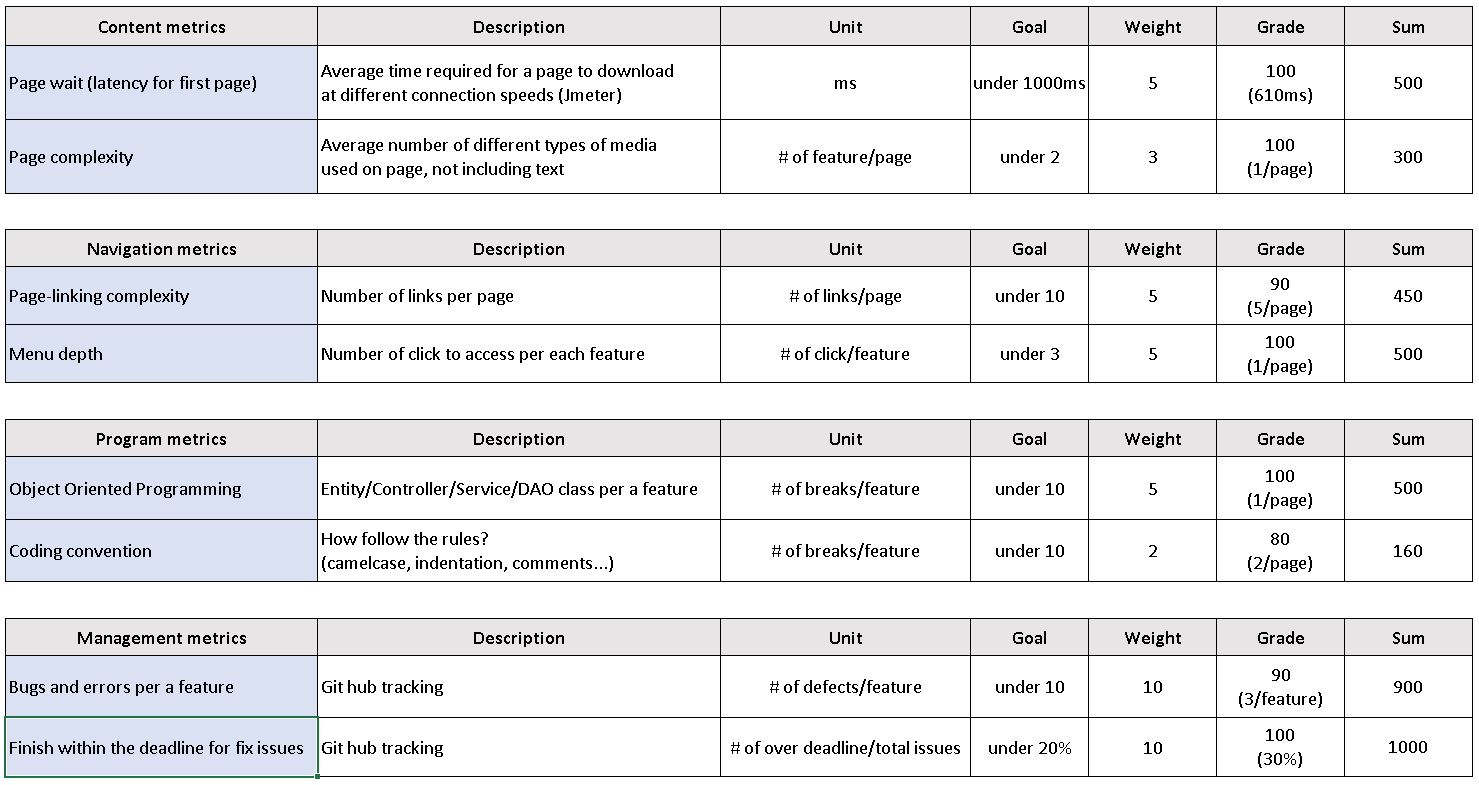 Content metrics Description Unit Goal Weight Grade Sum
Page wait (latency for first page) Average time required for a page to download at different connection speeds (Jmeter) ms under 1000ms 5 100 (610ms) 500
Page complexity Average number of different types of media used on page, not including text # of feature/page under 2 3 100 (1/page) 300
Navigation metrics Description Unit Goal Weight Grade Sum
Page-linking complexity Number of links per page # of links/page under 10 5 90 (5/page) 450
Menu depth Number of click to access per each feature # of click/feature under 3 5 100 (1/page) 500
Program metrics Description Unit Goal Weight Grade Sum
Object Oriented Programming Entity/Controller/Service/DAO class per a feature # of breaks/feature under 10 5 100 (1/page) 500
Coding convention How follow the rules? (camelcase, indentation, comments...) # of breaks/feature under 10 2 80 (2/page) 160
Management metrics Description Unit Goal Weight Grade Sum
Bugs and errors per a feature Git hub tracking # of defects/feature under 10 10 90 (3/feature) 900
Finish within the deadline for fix issues Git hub tracking # of over deadline/total issues under 20% 10 100 (30%) 1000